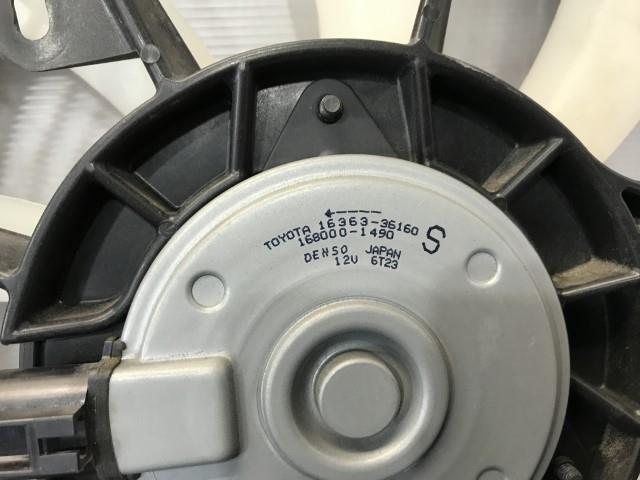 TOYOTA 16363-36160
168000-1490 S
DENSO JAPAN
12V 6T23